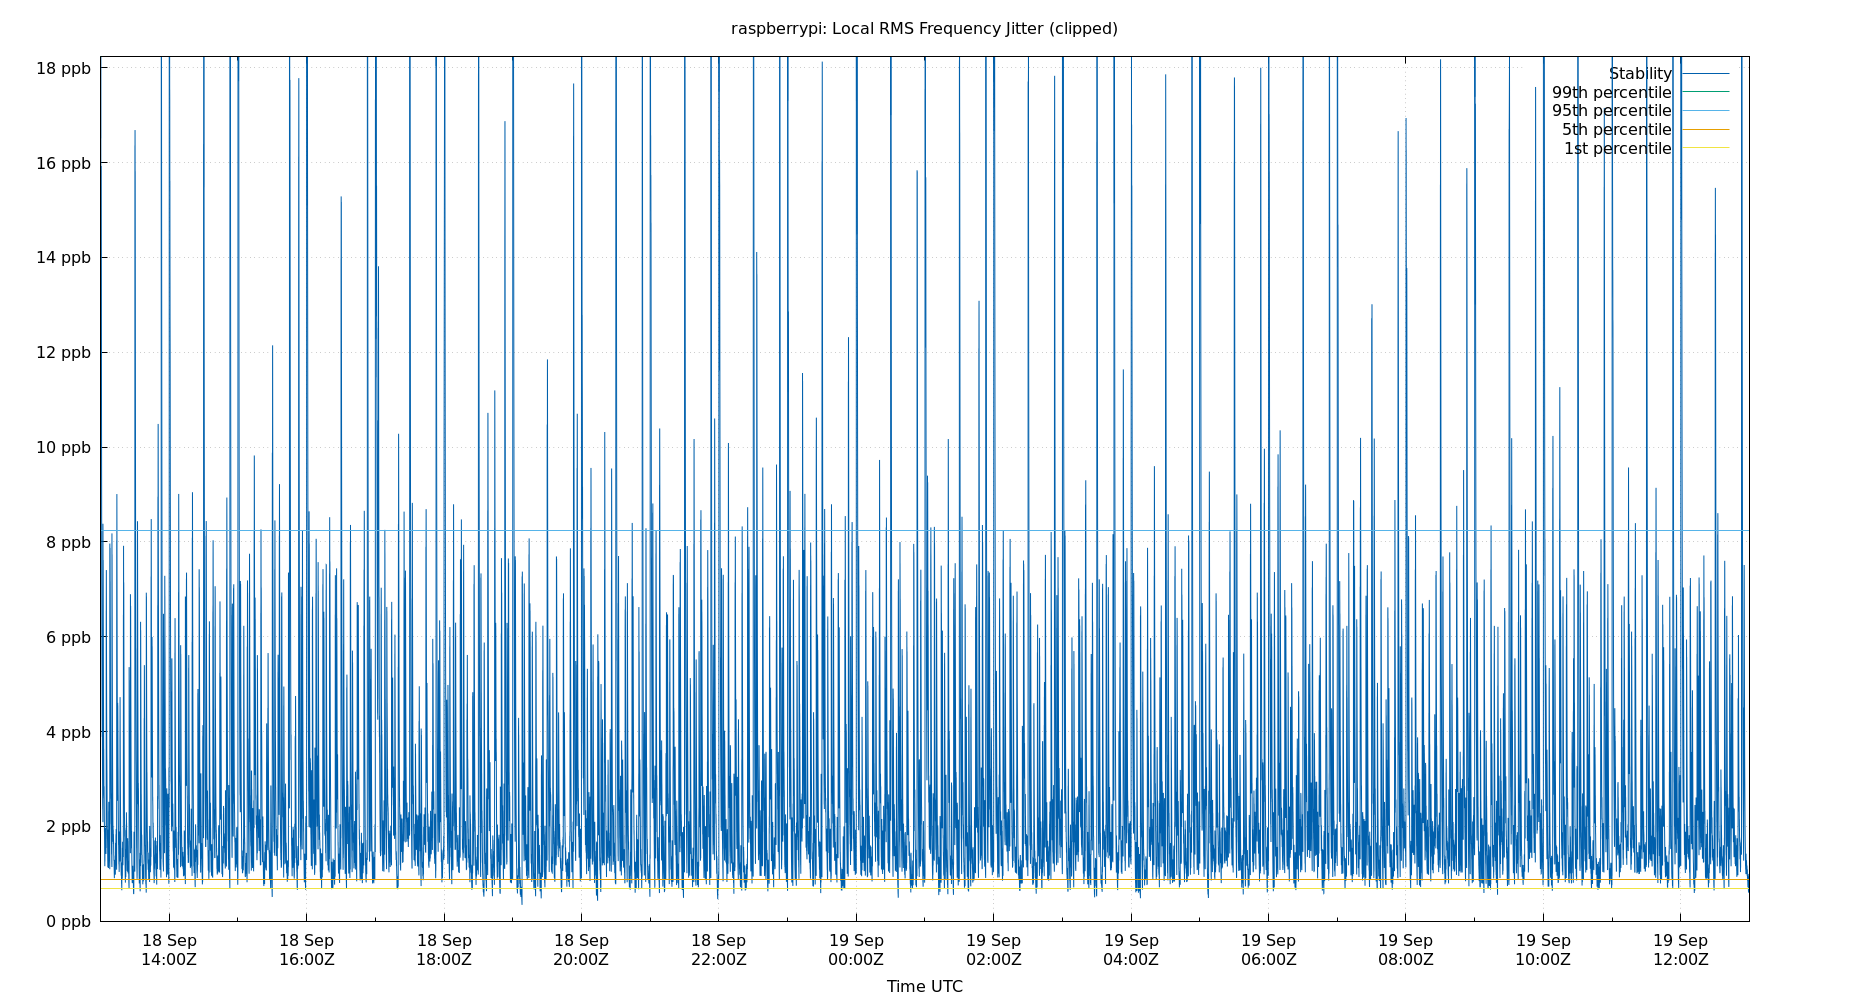 raspberrypi: Local RMS Frequency Jitter (clipped)
18 ppb
16 ppb
14 ppb
12 ppb
10 ppb
8 ppb
6 ppb
4 ppb
2 ppb
0 ppb
Stability
99th percentile
95th percentile
5th percentile
1st percentile
18 Sep
14:00Z
18 Sep
16:00Z
18 Sep
18:00Z
18 Sep
20:00Z
18 Sep
22:00Z
19 Sep
00:00Z
19 Sep
02:00Z
19 Sep
04:00Z
19 Sep
06:00Z
19 Sep
08:00Z
19 Sep
10:00Z
19 Sep
12:00Z
Time UTC